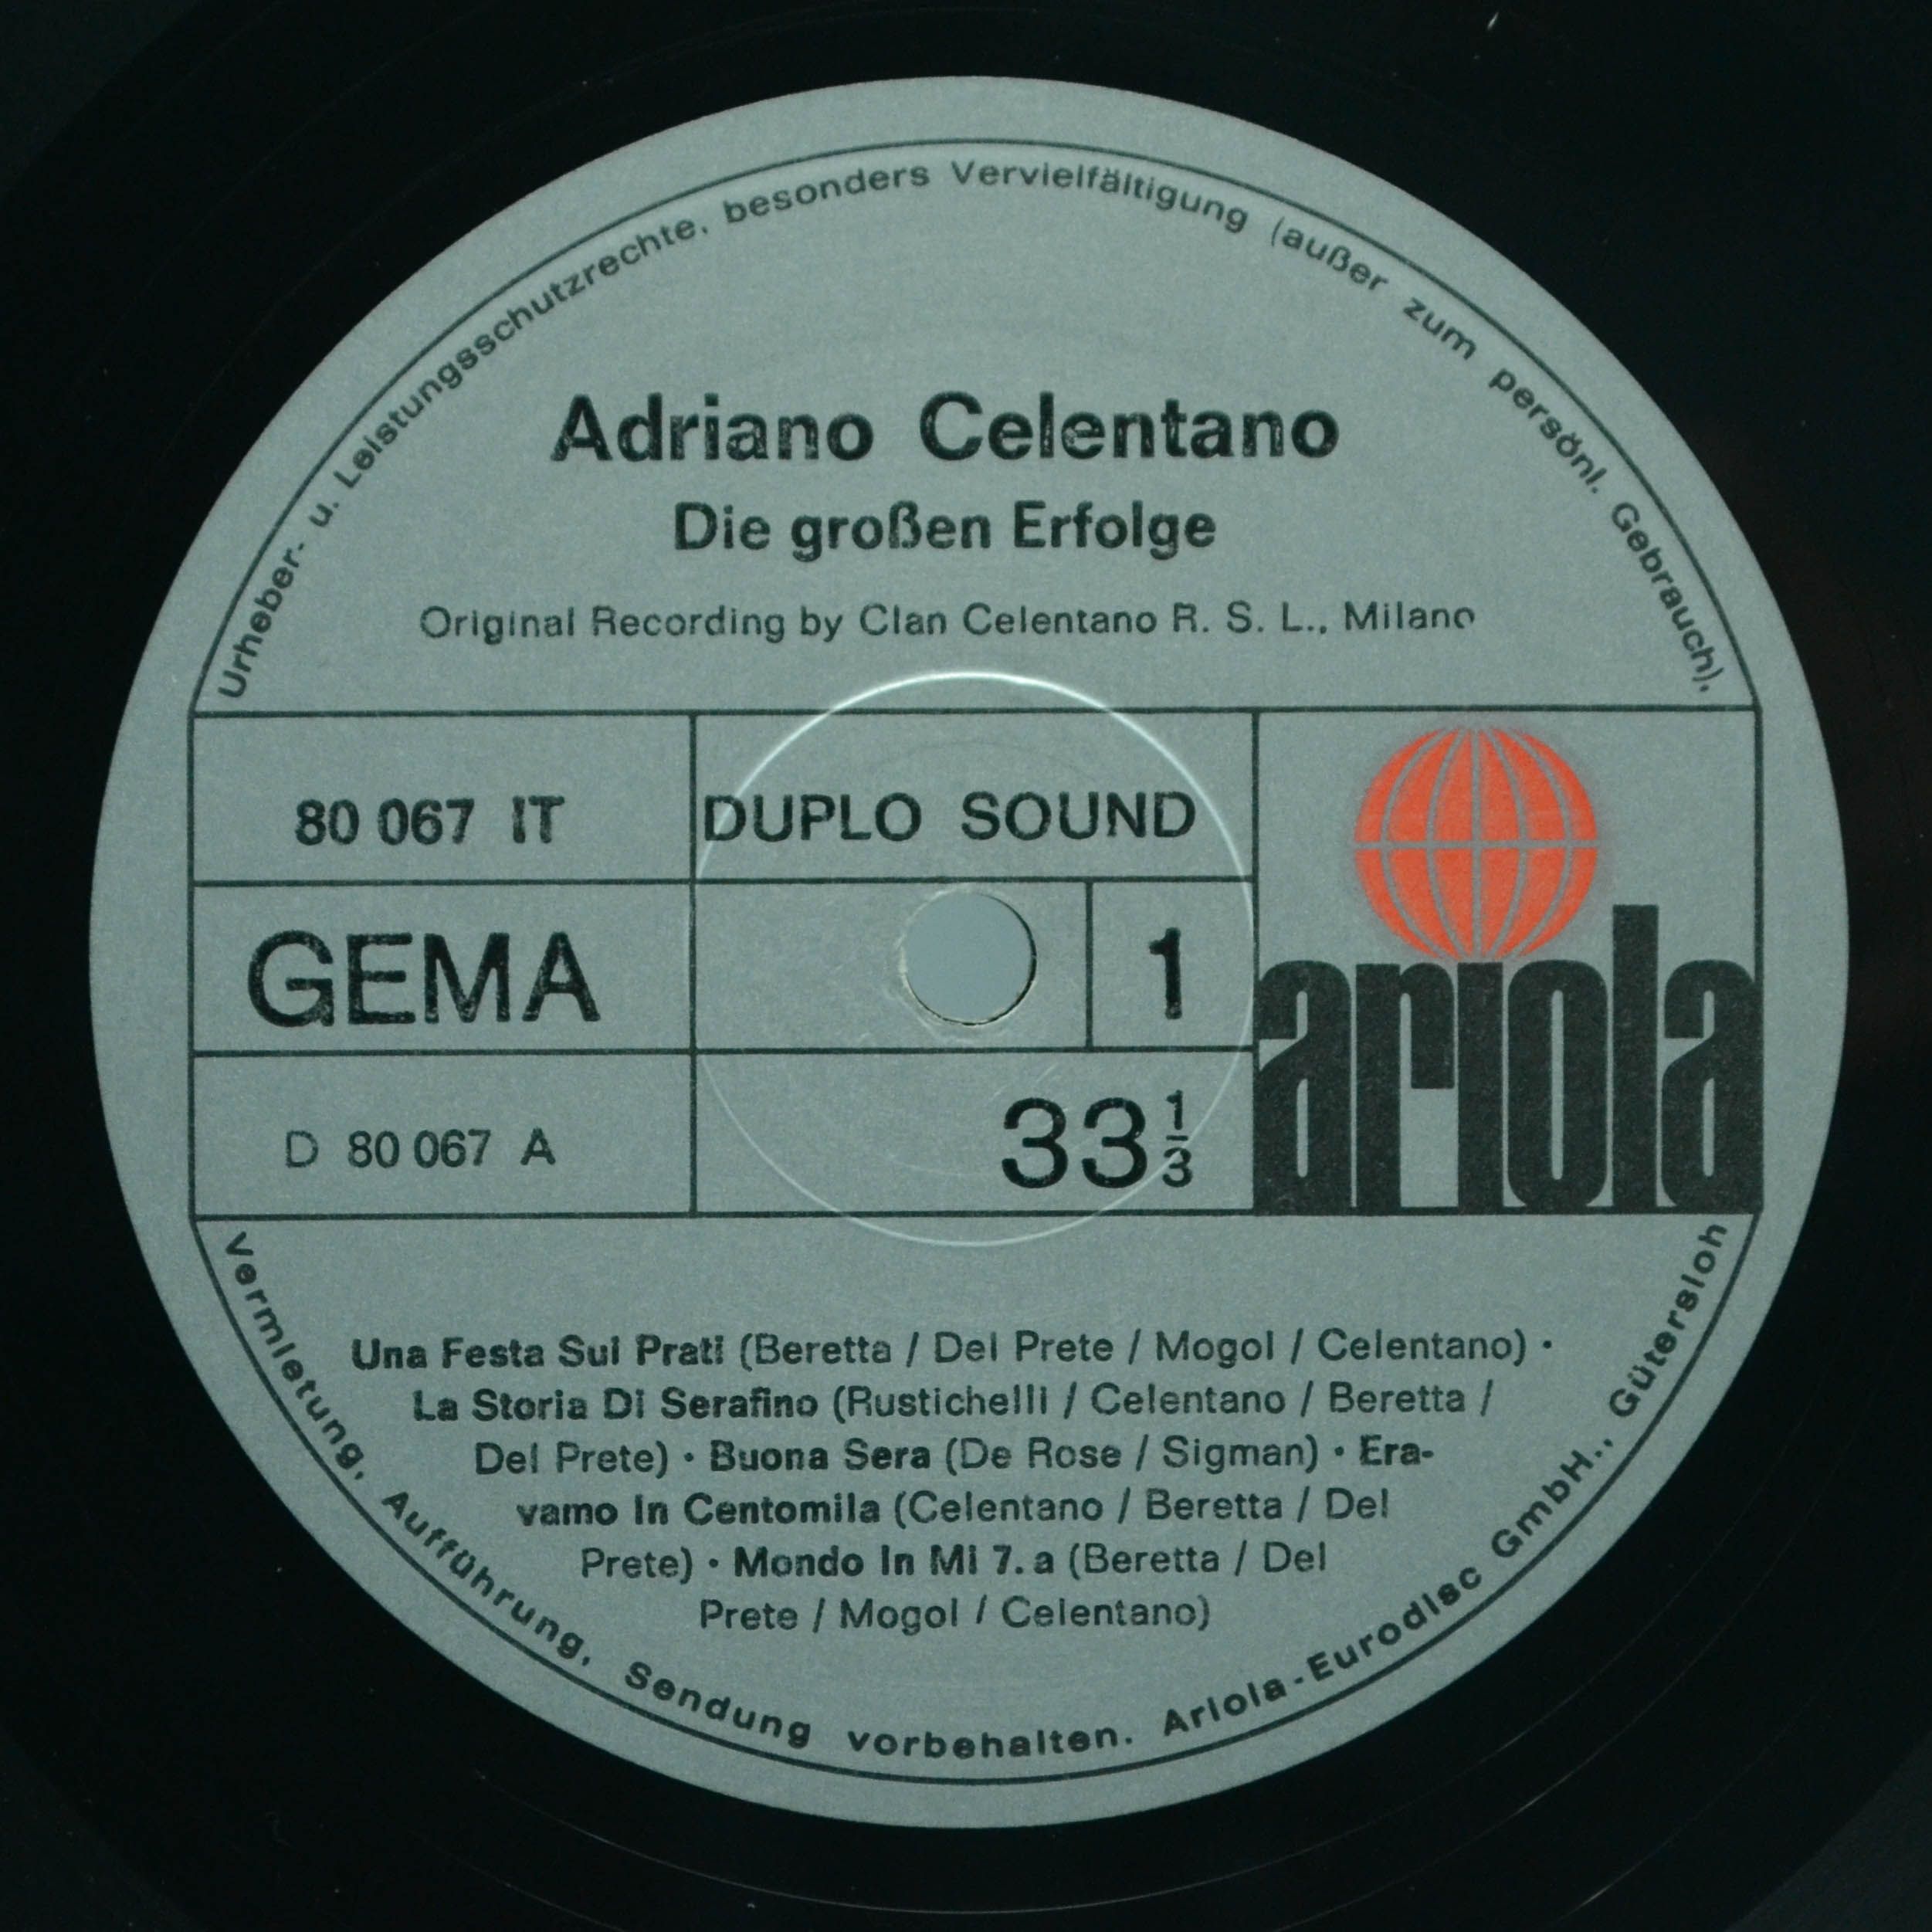 Urheber- u. Leistungsschutzrechte, besonders Vervielfältigung (außer zum persönl. Gebrauch),
Adriano Celentano
Die großen Erfolge
Original Recording by Clan Celentano R. S. L., Milano
80 067 IT
DUPLO SOUND
GEMA
1
ariola
D 80 067 A
33 1/3
Una Festa Sui Prati (Beretta / Del Prete / Mogol / Celentano) •
La Storia Di Serafino (Rustichelli / Celentano / Beretta /
Del Prete) • Buona Sera (De Rose / Sigman) • Era-
vamo In Centomila (Celentano / Beretta / Del
Prete) • Mondo In Mi 7. a (Beretta / Del
Prete / Mogol / Celentano)
Vermietung, Aufführung, Sendung vorbehalten. Ariola-Eurodisc GmbH., Gütersloh